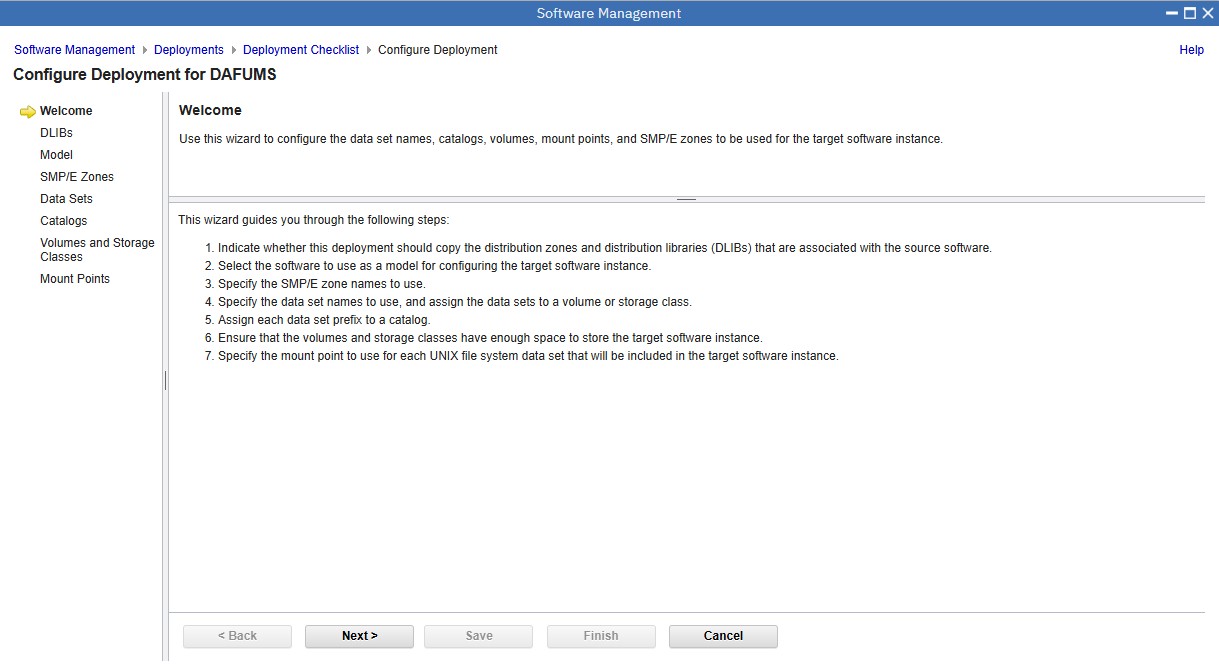 Software Management
Software Management Deployments Deployment Checklist Configure Deployment Help
Configure Deployment for DAFUMS
Welcome
DLIBs
Model
SMP/E Zones
Data Sets
Catalogs
Volumes and Storage
Classes
Mount Points
Welcome
Use this wizard to configure the data set names, catalogs, volumes, mount points, and SMP/E zones to be used for the target software instance.
This wizard guides you through the following steps:
1. Indicate whether this deployment should copy the distribution zones and distribution libraries (DLIBs) that are associated with the source software.
2. Select the software to use as a model for configuring the target software instance.
3. Specify the SMP/E zone names to use.
4. Specify the data set names to use, and assign the data sets to a volume or storage class.
5. Assign each data set prefix to a catalog.
6. Ensure that the volumes and storage classes have enough space to store the target software instance.
7. Specify the mount point to use for each UNIX file system data set that will be included in the target software instance.
< Back Next > Save Finish Cancel